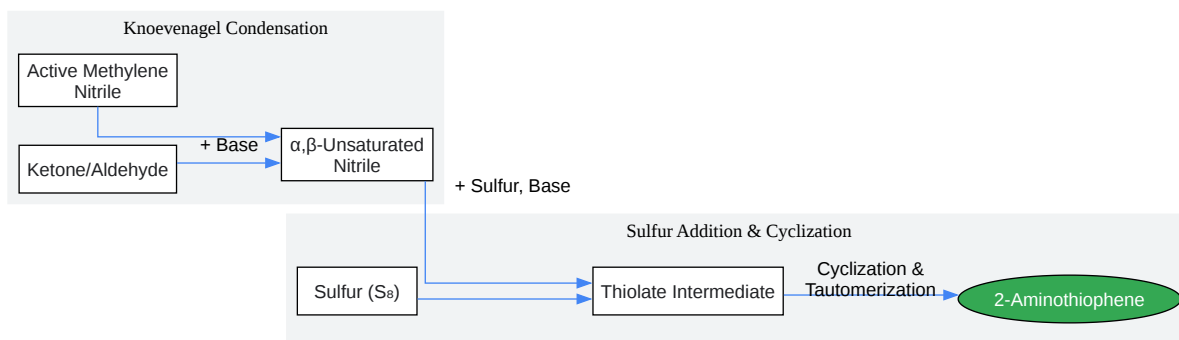 Knoevenagel Condensation
Active Methylene
Nitrile
+ Base
α,β-Unsaturated
Nitrile
Ketone/Aldehyde
+ Sulfur, Base
Sulfur Addition & Cyclization
Sulfur (S₈)
Thiolate Intermediate
Cyclization &
Tautomerization
2-Aminothiophene